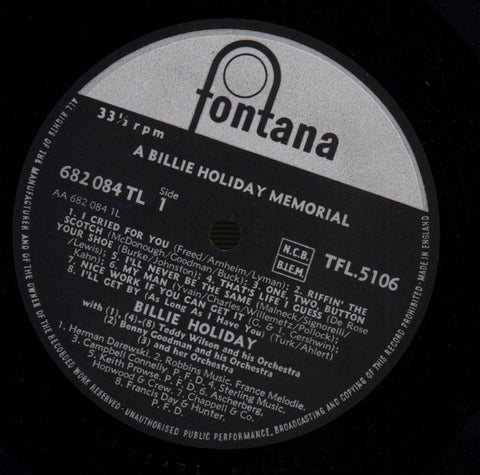 fontana
33⅓ rpm
A BILLIE HOLIDAY MEMORIAL
682 084 TL
Side
1
AA 682 084 1L
N.C.B.
B.I.E.M.
TFL.5106
1. I CRIED FOR YOU (Freed/Arnheim/Lyman); 2. RIFFIN' THE
SCOTCH (McDonough/Goodman/Buck); 3. ONE, TWO, BUTTON
YOUR SHOE (Burke/Johnston); 4. THAT'S LIFE I GUESS (De Rose
/Lewis); 5. I'LL NEVER BE THE SAME (Malneck/Signorelli/
Kahn); 6. MY MAN (Yvain/Charles/Willemetz/Pollock);
7. NICE WORK IF YOU CAN GET IT (G. & I. Gershwin)
8. I'LL GET BY (As Long As I Have You) (Turk/Ahlert)
BILLIE HOLIDAY
with (1), (4)-(8) Teddy Wilson and his Orchestra
(2) Benny Goodman and his Orchestra
(3) and her Orchestra
1. Herman Darewski. 2. Robbins Music. France Melodie.
3. Campbell Connelly. P. F. D. 4. Sterling Music.
5. Keith Prowse. P. F. D. 6. Ascherberg,
Hopwood & Crew. 7. Chappell & Co.
8. Francis Day & Hunter.
P. F. D.
ALL RIGHTS OF THE MANUFACTURER AND OF THE OWNER OF THE RECORDED WORK RESERVED·UNAUTHORISED PUBLIC PERFORMANCE, BROADCASTING AND COPYING OF THIS RECORD PROHIBITED·MADE IN ENGLAND